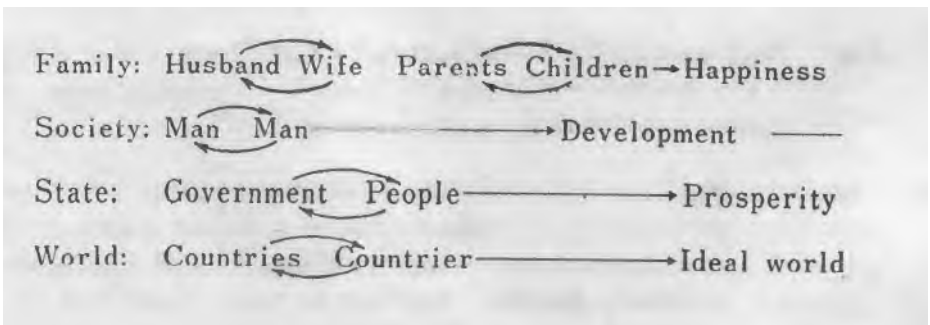 Family: Husband Wife Parents Children→Happiness
Society: Man Man→Development
State: Government People→Prosperity
World: Countries Countrier→Ideal world